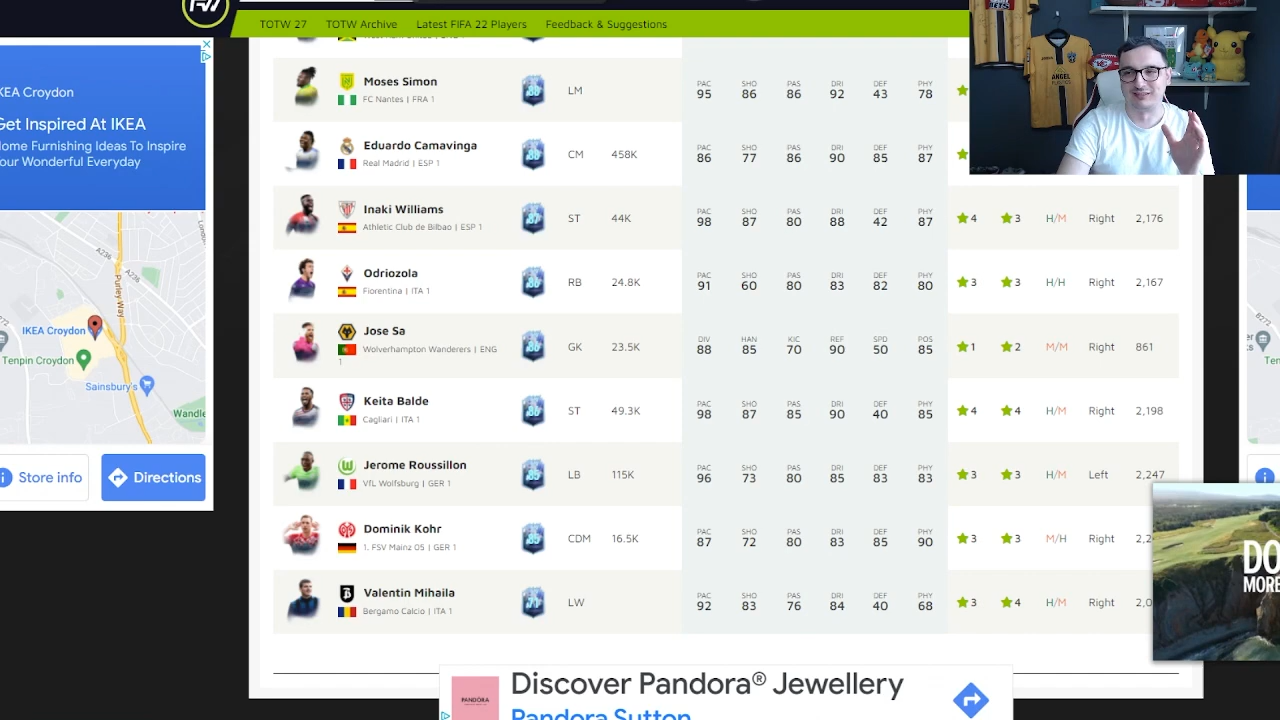 TOTW 27 TOTW Archive Latest FIFA 22 Players Feedback & Suggestions
KEA Croydon
Get Inspired At IKEA
Home Furnishing Ideas To Inspire
our Wonderful Everyday
A236
Purley Way
B272
A232
IKEA Croydon
Tenpin Croydon
Sainsbury's
Wandle
Store info
Directions
Moses Simon
FC Nantes | FRA 1
LM
PAC SHO PAS DRI DEF PHY
95 86 86 92 43 78
Eduardo Camavinga
Real Madrid | ESP 1
CM 458K
PAC SHO PAS DRI DEF PHY
86 77 86 90 85 87
Inaki Williams
Athletic Club de Bilbao | ESP 1
ST 44K
PAC SHO PAS DRI DEF PHY
98 87 80 88 42 87
4 3 H/M Right 2,176
Odriozola
Fiorentina | ITA 1
RB 24.8K
PAC SHO PAS DRI DEF PHY
91 60 80 83 82 80
3 3 H/H Right 2,167
Jose Sa
Wolverhampton Wanderers | ENG
1
GK 23.5K
DIV HAN KIC REF SPD POS
88 85 70 90 50 85
1 2 M/M Right 861
Keita Balde
Cagliari | ITA 1
ST 49.3K
PAC SHO PAS DRI DEF PHY
98 87 85 90 40 85
4 4 H/M Right 2,198
Jerome Roussillon
VfL Wolfsburg | GER 1
LB 115K
PAC SHO PAS DRI DEF PHY
96 73 80 85 83 83
3 3 H/M Left 2,247
Dominik Kohr
1. FSV Mainz 05 | GER 1
CDM 16.5K
PAC SHO PAS DRI DEF PHY
87 72 80 83 85 90
3 3 M/H Right
Valentin Mihaila
Bergamo Calcio | ITA 1
LW
PAC SHO PAS DRI DEF PHY
92 83 76 84 40 68
3 4 H/M Right
ANGEL
DO
MORE
PANDORA
Discover Pandora® Jewellery
Pandora Sutton